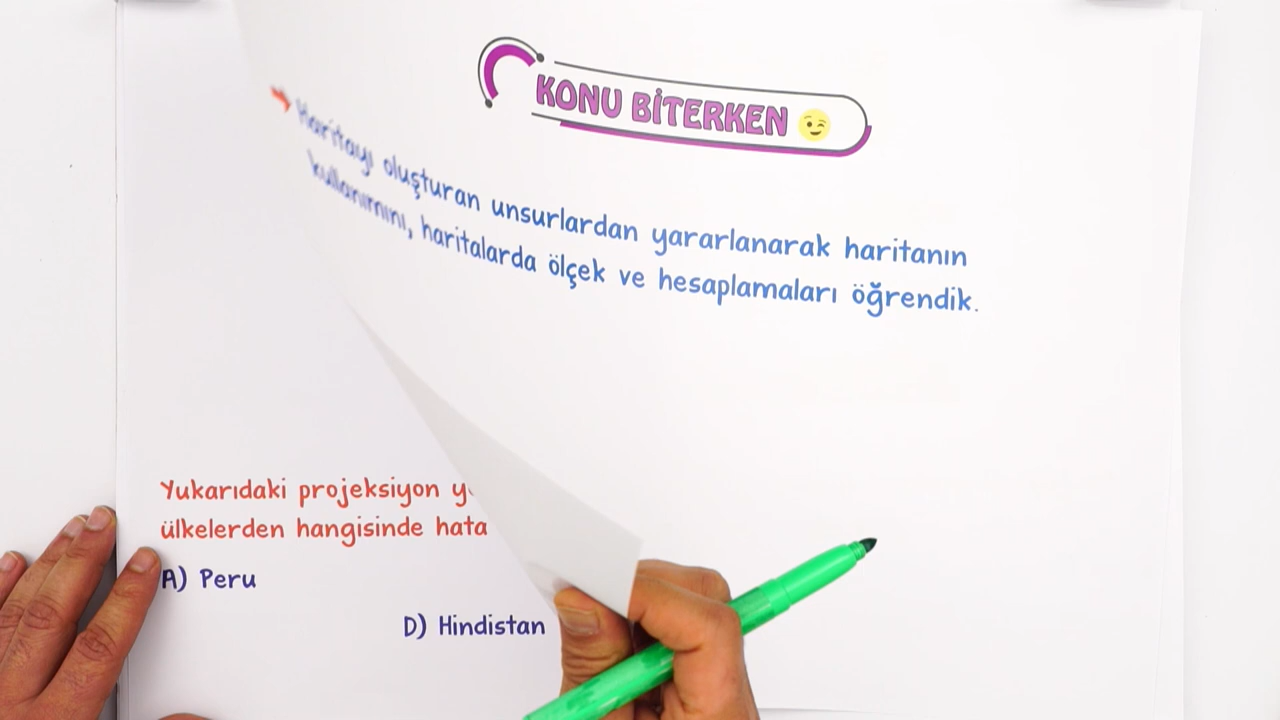 KONU BİTERKEN
Haritayı oluşturan unsurlardan yararlanarak haritanın
kullanımını, haritalarda ölçek ve hesaplamaları öğrendik.
Yukarıdaki projeksiyon
ülkelerden hangisinde hata
A) Peru
D) Hindistan